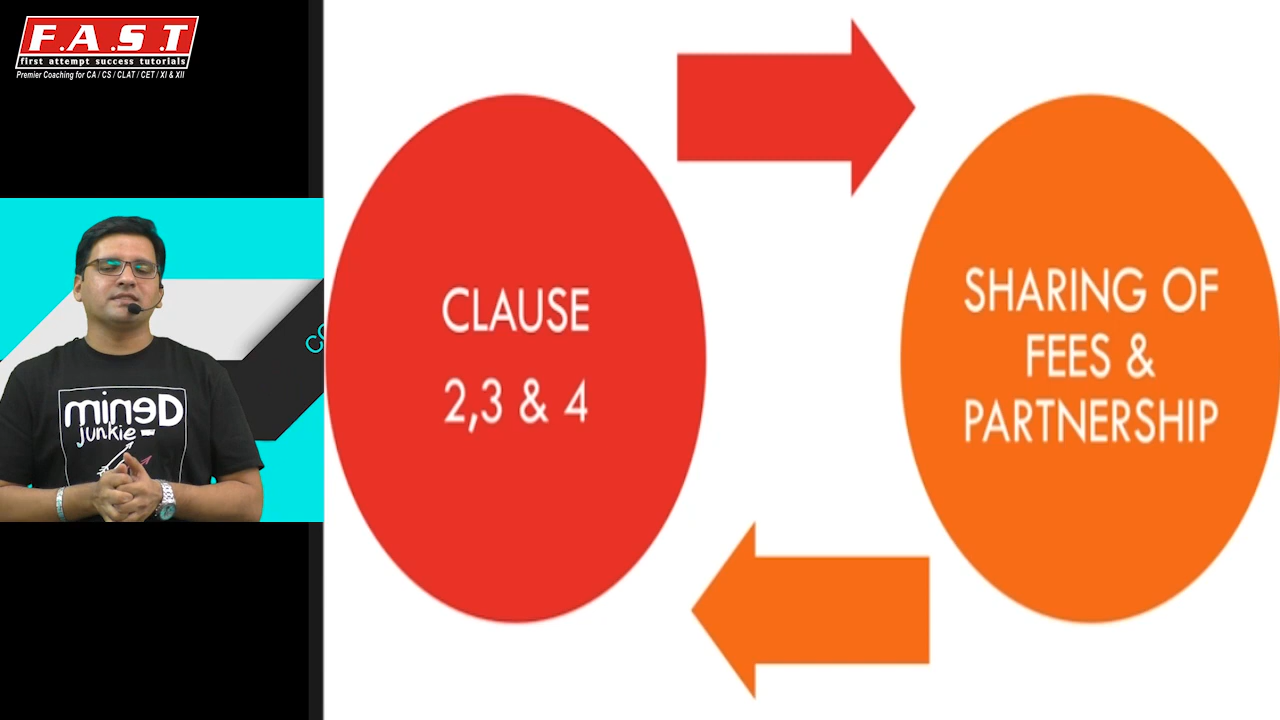 F.A.S.T
first attempt success tutorials
Premier Coaching for CA / CS / CLAT / CET / XI & XII
CLAUSE
2,3 & 4
SHARING OF
FEES &
PARTNERSHIP
mineD
junkie